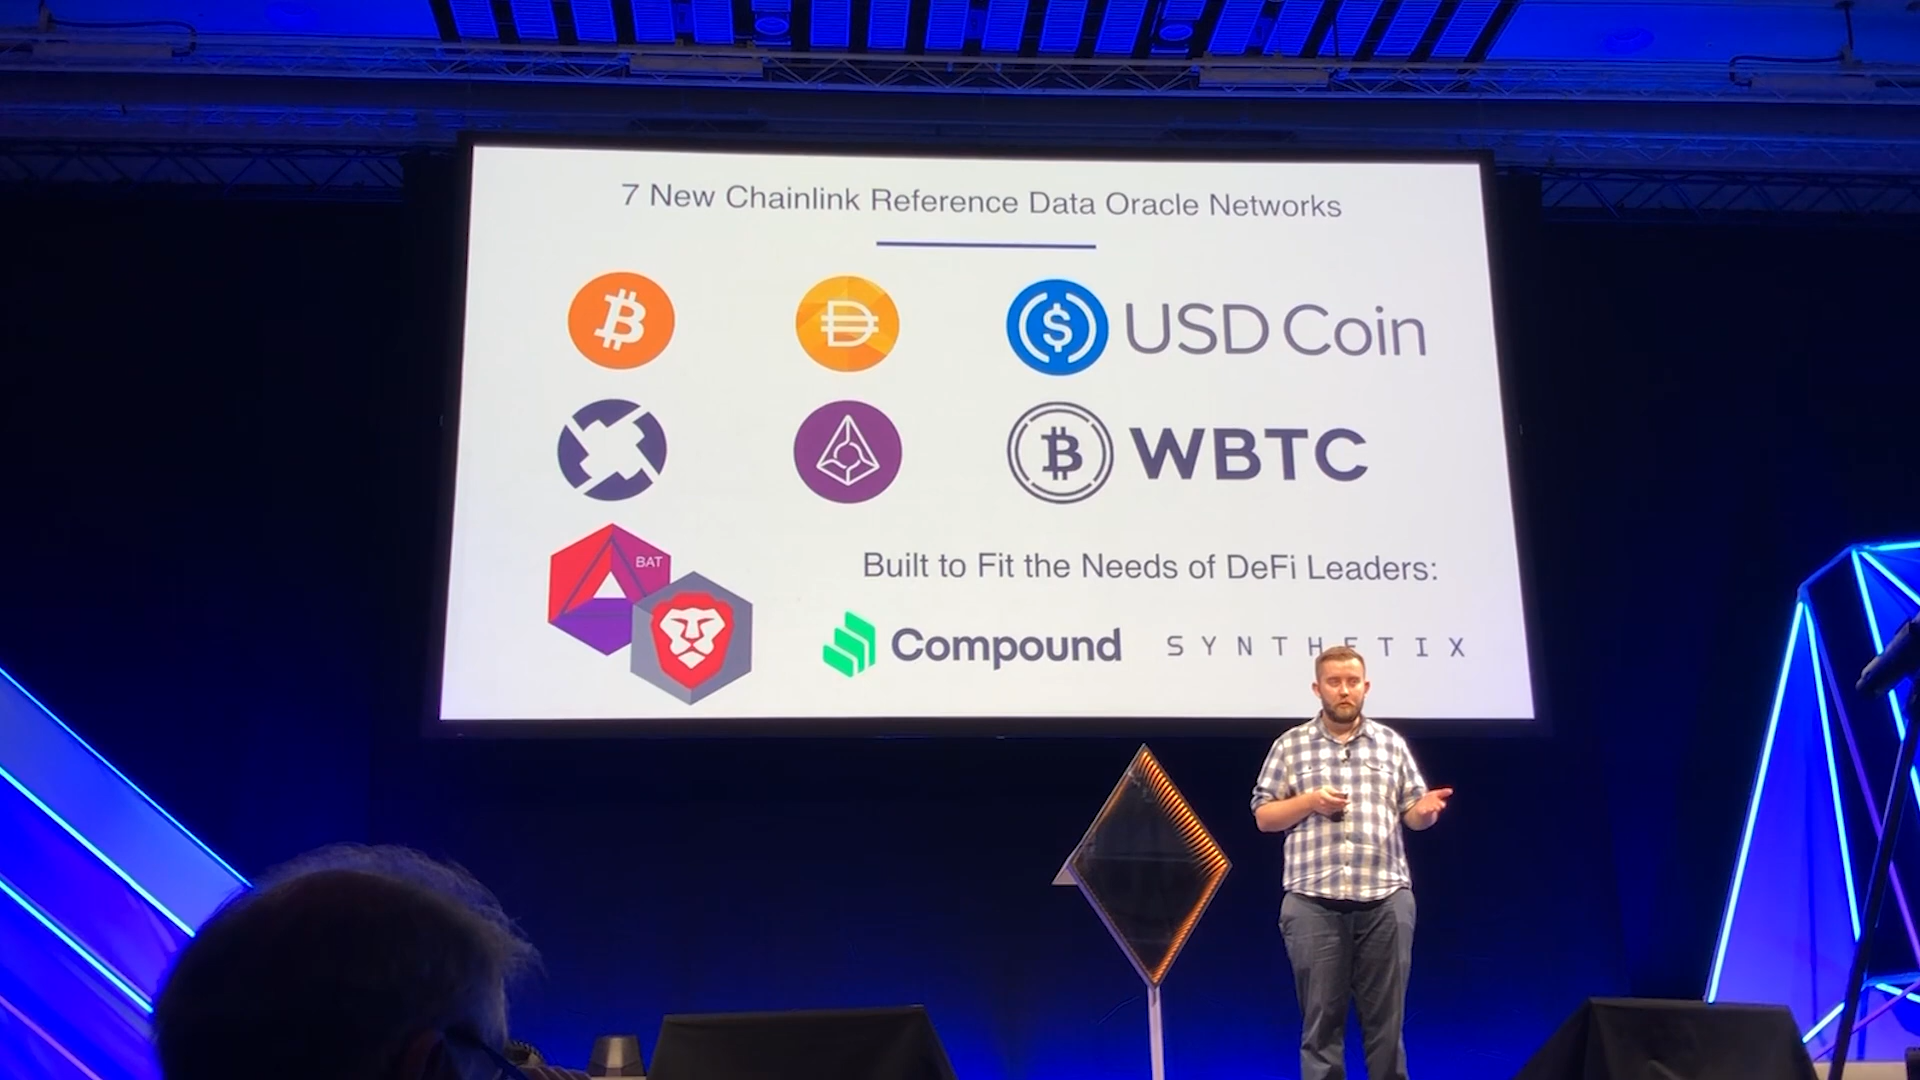 7 New Chainlink Reference Data Oracle Networks
USD Coin
WBTC
BAT
Built to Fit the Needs of DeFi Leaders:
Compound
SYNTHETIX